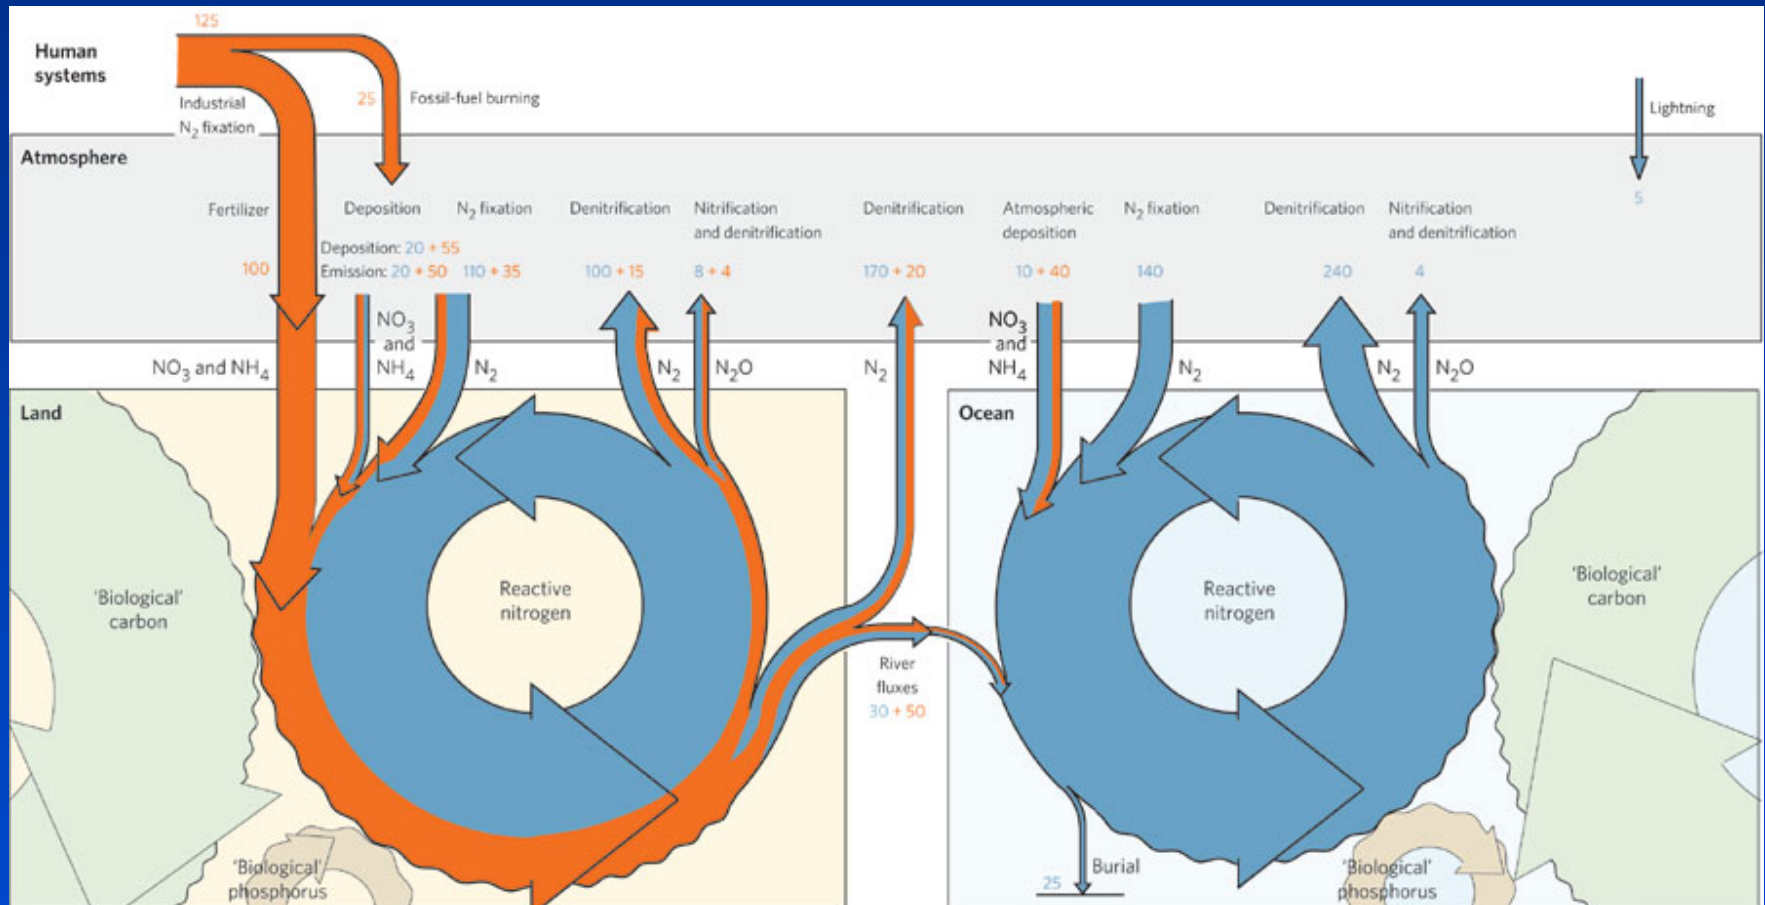 125
Human
systems
Industrial
N2 fixation
25
Fossil-fuel burning
Lightning
Atmosphere
Fertilizer
100
Deposition
Deposition: 20 + 55
Emission: 20 + 50
N2 fixation
110 + 35
Denitrification
100 + 15
Nitrification
and denitrification
8 + 4
Denitrification
170 + 20
Atmospheric
deposition
10 + 40
N2 fixation
140
Denitrification
240
Nitrification
and denitrification
4
5
NO3 and NH4
NO3
and
NH4
N2
N2
N2O
N2
NO3
and
NH4
N2
N2
N2O
Land
'Biological'
carbon
Reactive
nitrogen
'Biological'
phosphorus
River
fluxes
30 + 50
Ocean
Reactive
nitrogen
'Biological'
carbon
25
Burial
'Biological'
phosphorus